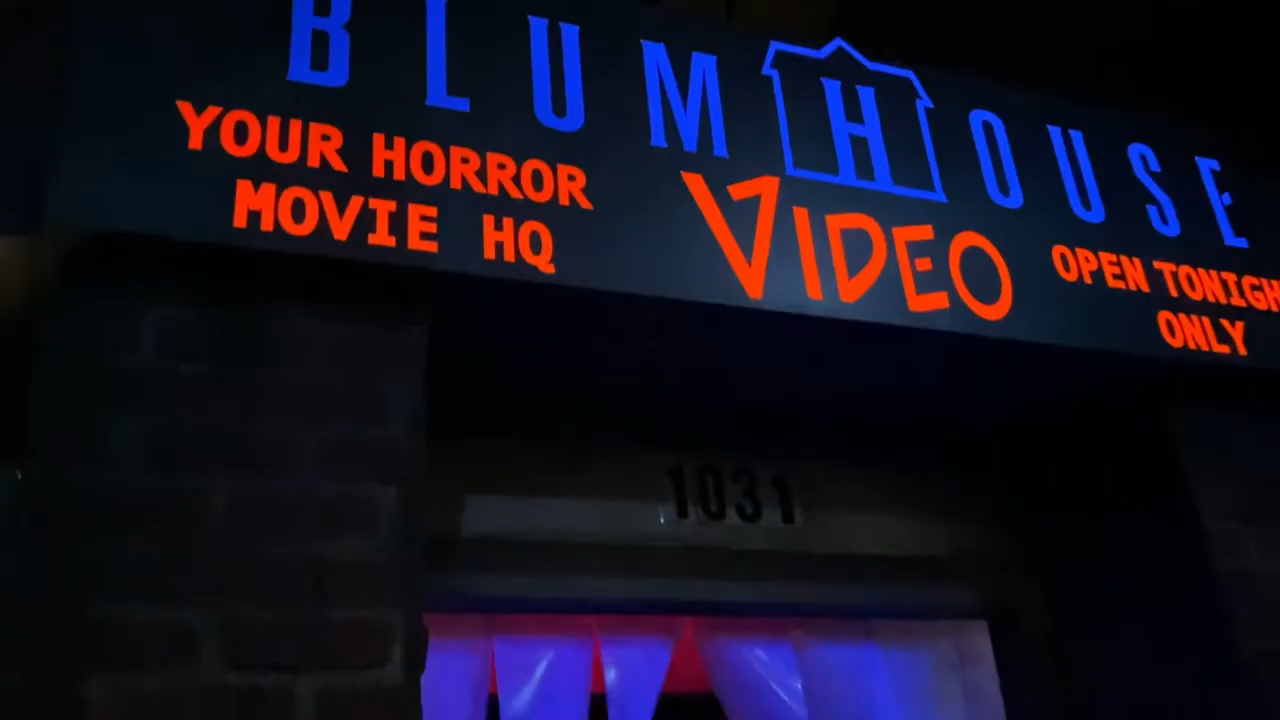 BLUMHOUSE
VIDEO
YOUR HORROR
MOVIE HQ
OPEN TONIGH
ONLY
1031